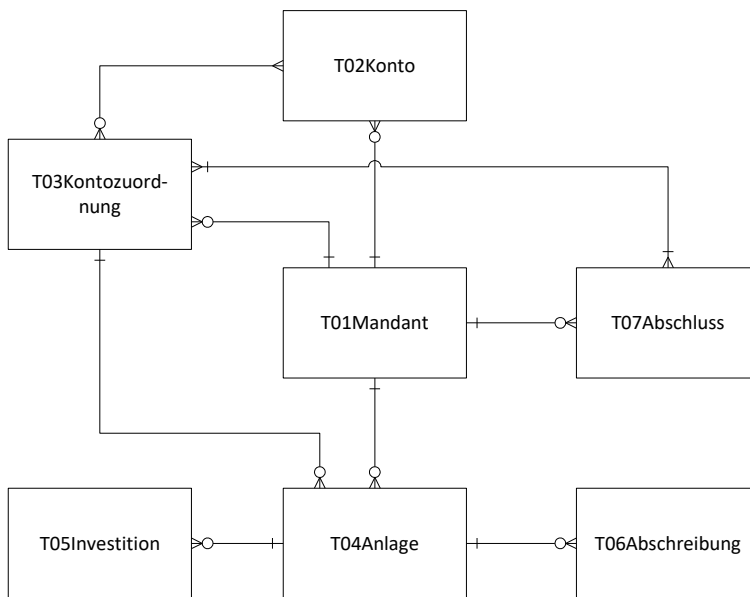 T02Konto
T03Kontozuord-
nung
T01Mandant
T07Abschluss
T05Investition
T04Anlage
T06Abschreibung